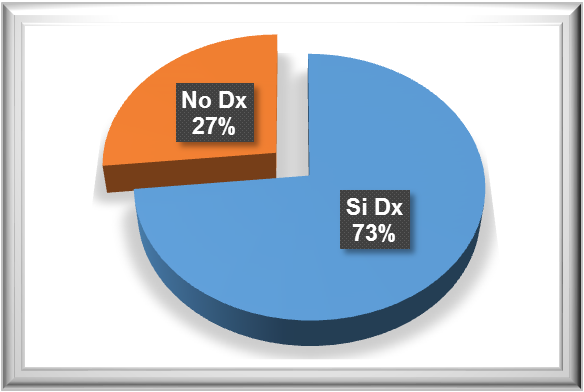 No Dx
27%
Si Dx
73%